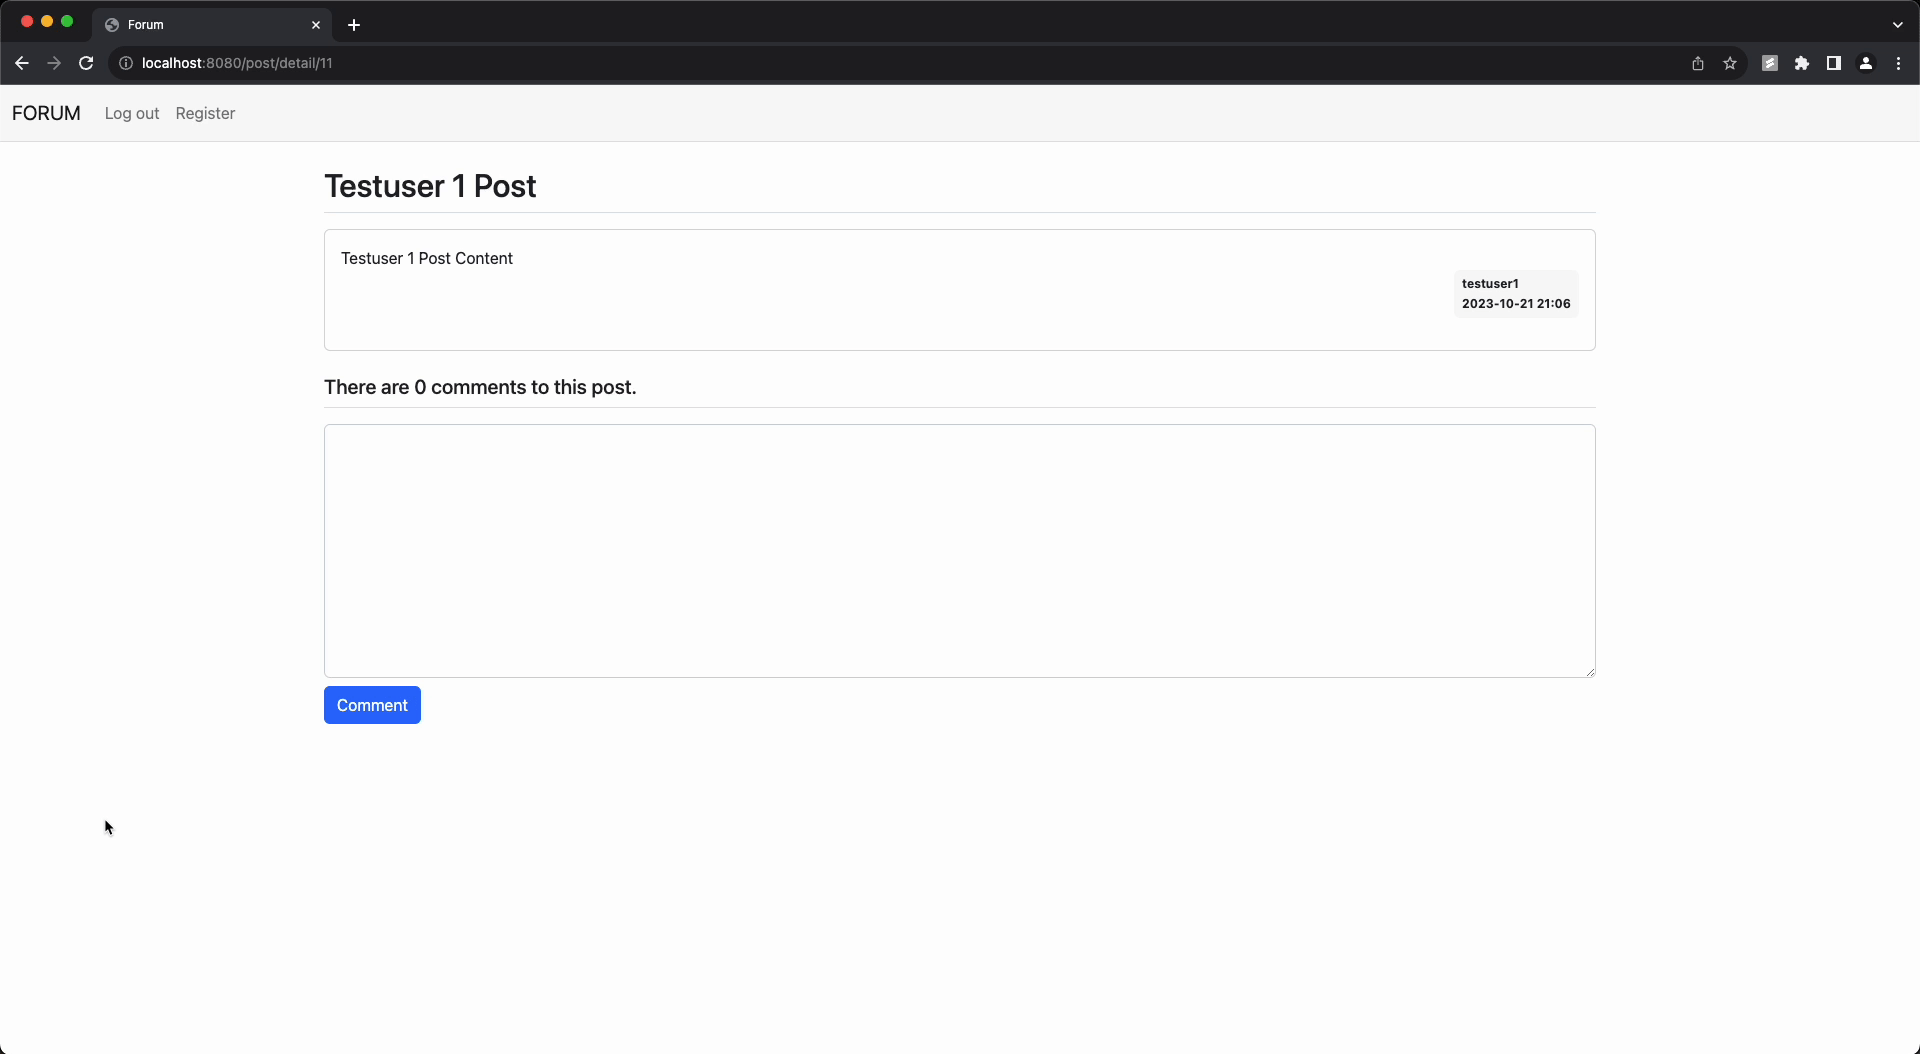 Forum
localhost:8080/post/detail/11
FORUM Log out Register
Testuser 1 Post
Testuser 1 Post Content
testuser1
2023-10-21 21:06
There are 0 comments to this post.
Comment